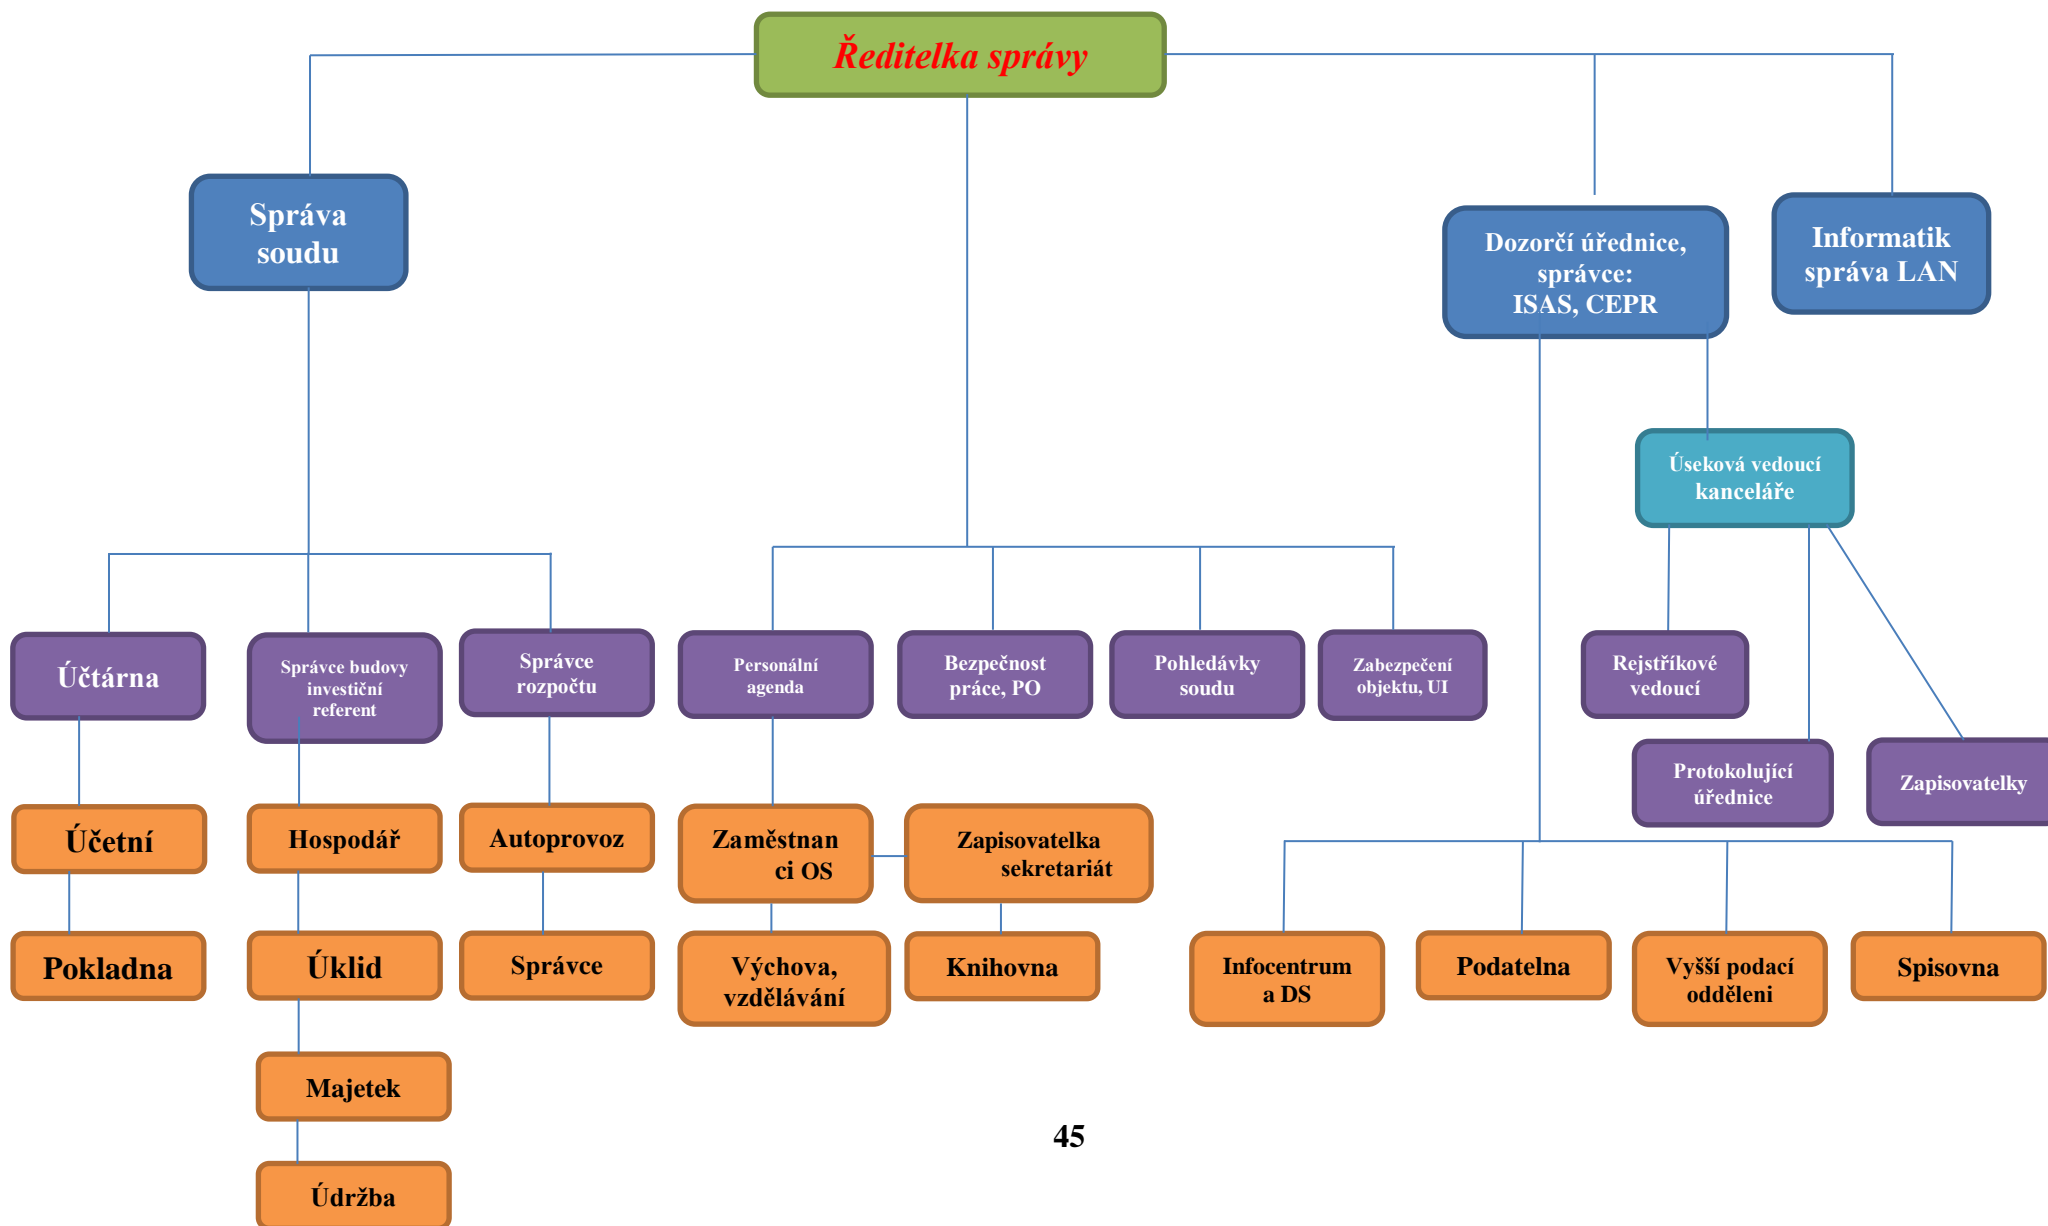 Ředitelka správy
Správa
soudu
Dozorčí úřednice,
správce:
ISAS, CEPR
Informatik
správa LAN
Úseková vedoucí
kanceláře
Účtárna
Správce budovy
investiční
referent
Správce
rozpočtu
Personální
agenda
Bezpečnost
práce, PO
Pohledávky
soudu
Zabezpečení
objektu, UI
Rejstříkové
vedoucí
Protokolující
úřednice
Zapisovatelky
Účetní
Hospodář
Autoprovoz
Zaměstnan
ci OS
Zapisovatelka
sekretariát
Pokladna
Úklid
Správce
Výchova,
vzdělávání
Knihovna
Infocentrum
a DS
Podatelna
Vyšší podací
odděleni
Spisovna
Majetek
Údržba
45